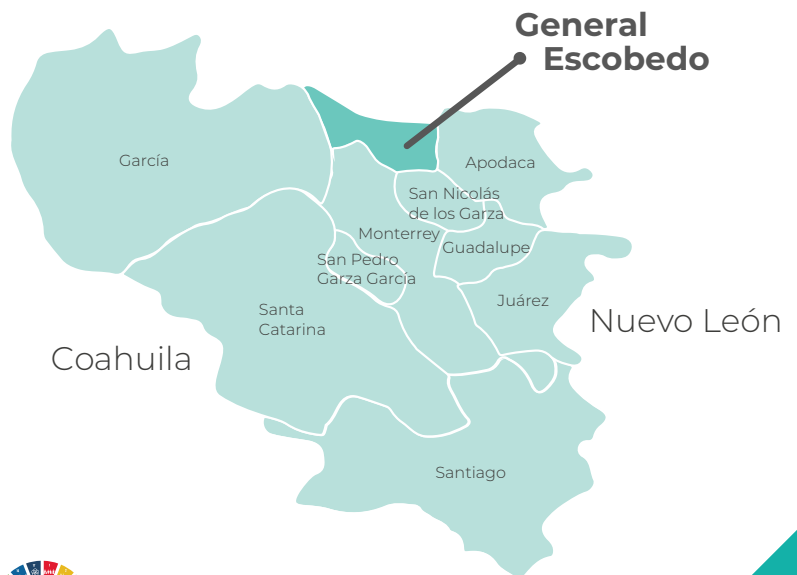 General
Escobedo
García
Apodaca
San Nicolás
de los Garza
Monterrey
Guadalupe
San Pedro
Garza García
Juárez
Santa
Catarina
Nuevo León
Coahuila
Santiago